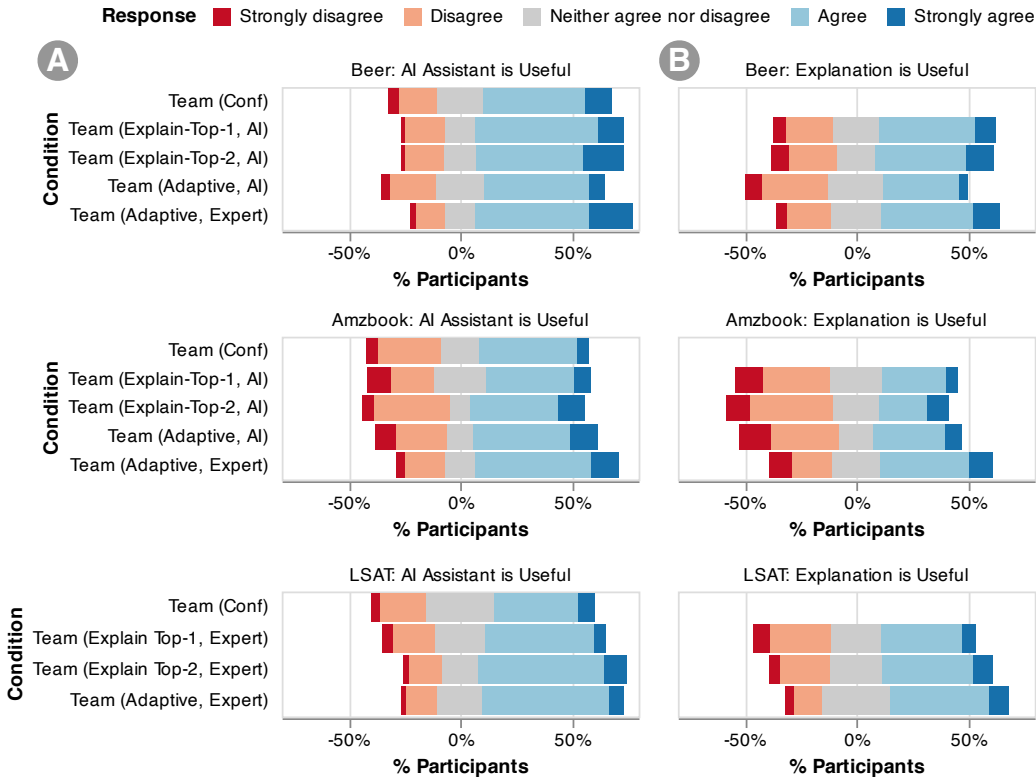 Response Strongly disagree Disagree Neither agree nor disagree Agree Strongly agree
A
B
Beer: AI Assistant is Useful
Condition
Team (Conf)
Team (Explain-Top-1, AI)
Team (Explain-Top-2, AI)
Team (Adaptive, AI)
Team (Adaptive, Expert)
-50% 0% 50%
% Participants
Beer: Explanation is Useful
-50% 0% 50%
% Participants
Amzbook: AI Assistant is Useful
Condition
Team (Conf)
Team (Explain-Top-1, AI)
Team (Explain-Top-2, AI)
Team (Adaptive, AI)
Team (Adaptive, Expert)
-50% 0% 50%
% Participants
Amzbook: Explanation is Useful
-50% 0% 50%
% Participants
LSAT: AI Assistant is Useful
Condition
Team (Conf)
Team (Explain Top-1, Expert)
Team (Explain Top-2, Expert)
Team (Adaptive, Expert)
-50% 0% 50%
% Participants
LSAT: Explanation is Useful
-50% 0% 50%
% Participants